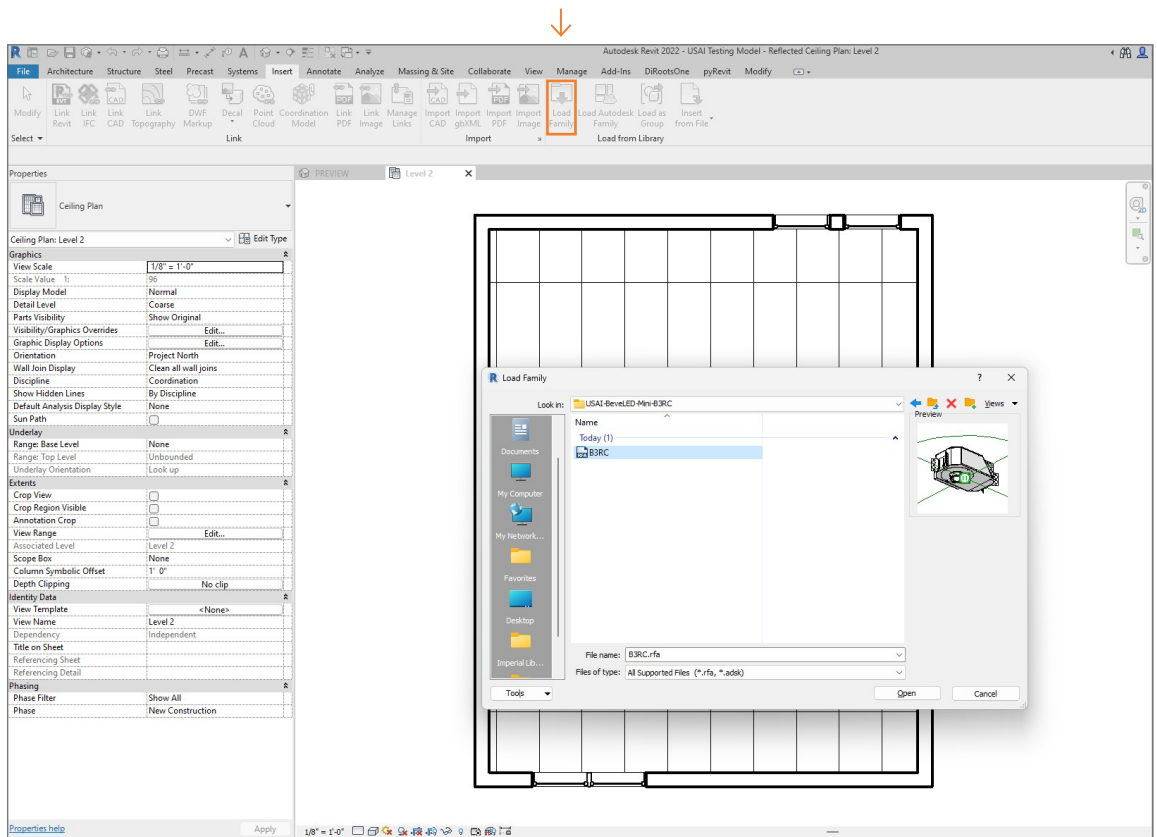 Autodesk Revit 2022 - USAI Testing Model - Reflected Ceiling Plan: Level 2
File Architecture Structure Steel Precast Systems Insert Annotate Analyze Massing & Site Collaborate View Manage Add-Ins DiRootsOne pyRevit Modify
Modify Link Revit Link IFC Link CAD Link Topography DWF Markup Decal Point Cloud Coordination Model Link PDF Link Image Manage Links Import CAD Import gbXML Import PDF Import Image Load Family Load Autodesk Family Load as Group Insert from File
Select Link Import Load from Library
Properties
PREVIEW
Level 2
Ceiling Plan
Ceiling Plan: Level 2 Edit Type
Graphics
View Scale 1/8" = 1'-0"
Scale Value 1: 96
Display Model Normal
Detail Level Coarse
Parts Visibility Show Original
Visibility/Graphics Overrides Edit...
Graphic Display Options Edit...
Orientation Project North
Wall Join Display Clean all wall joins
Discipline Coordination
Show Hidden Lines By Discipline
Default Analysis Display Style None
Sun Path
Underlay
Range: Base Level None
Range: Top Level Unbounded
Underlay Orientation Look up
Extents
Crop View
Crop Region Visible
Annotation Crop
View Range Edit...
Associated Level Level 2
Scope Box None
Column Symbolic Offset 1' 0"
Depth Clipping No clip
Identity Data
View Template <None>
View Name Level 2
Dependency Independent
Title on Sheet
Referencing Sheet
Referencing Detail
Phasing
Phase Filter Show All
Phase New Construction
Properties help Apply
Load Family
Look in: USAI-BeveLED-Mini-B3RC Views
Preview
Name
Today (1)
B3RC
Documents
My Computer
My Network...
Favorites
Desktop
Imperial Lib...
File name: B3RC.rfa
Files of type: All Supported Files (*.rfa, *.adsk)
Tools Open Cancel
1/8" = 1'-0"